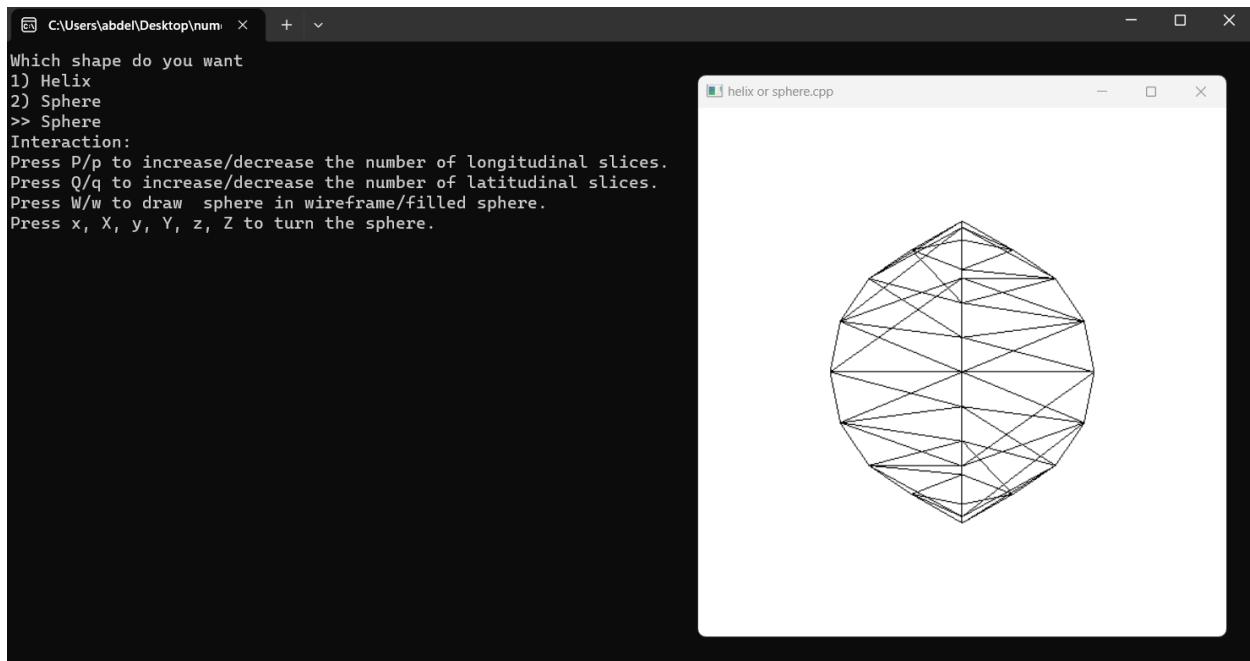 C:\Users\abdel\Desktop\num
Which shape do you want
1) Helix
2) Sphere
>> Sphere
Interaction:
Press P/p to increase/decrease the number of longitudinal slices.
Press Q/q to increase/decrease the number of latitudinal slices.
Press W/w to draw  sphere in wireframe/filled sphere.
Press x, X, y, Y, z, Z to turn the sphere.
helix or sphere.cpp